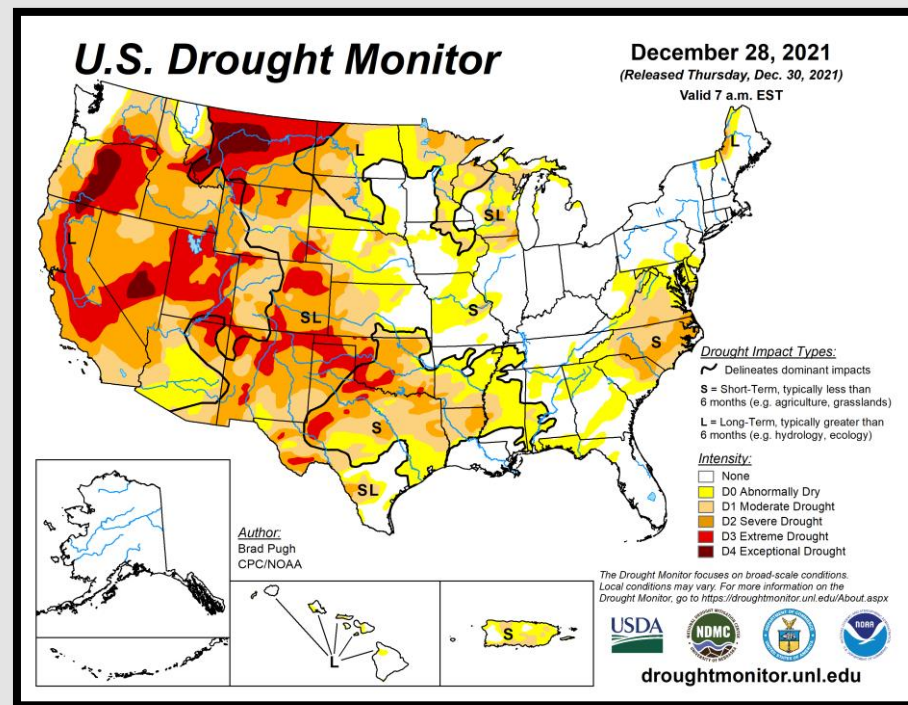 U.S. Drought Monitor
December 28, 2021
(Released Thursday, Dec. 30, 2021)
Valid 7 a.m. EST
L
L
L
SL
S
SL
S
S
SL
Drought Impact Types:
Delineates dominant impacts
S = Short-Term, typically less than
6 months (e.g. agriculture, grasslands)
L = Long-Term, typically greater than
6 months (e.g. hydrology, ecology)
Intensity:
None
D0 Abnormally Dry
D1 Moderate Drought
D2 Severe Drought
D3 Extreme Drought
D4 Exceptional Drought
Author:
Brad Pugh
CPC/NOAA
L
S
The Drought Monitor focuses on broad-scale conditions.
Local conditions may vary. For more information on the
Drought Monitor, go to https://droughtmonitor.unl.edu/About.aspx
USDA
NDMC
NOAA
droughtmonitor.unl.edu